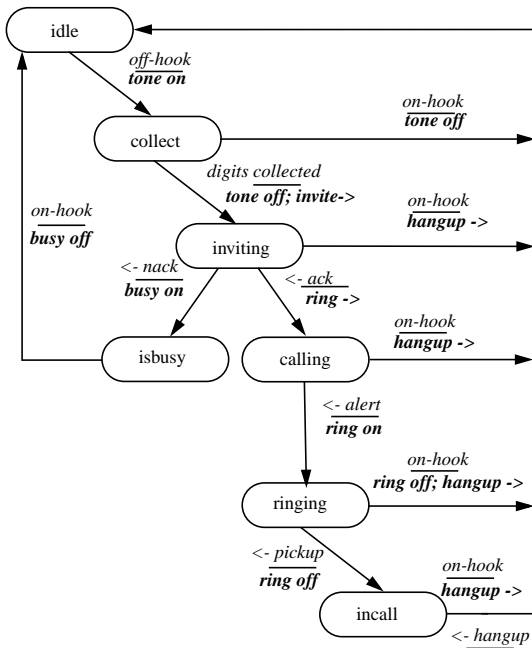 idle
off-hook
tone on
collect
on-hook
tone off
digits collected
tone off; invite->
on-hook
busy off
inviting
on-hook
hangup ->
<- nack
busy on
<- ack
ring ->
isbusy
calling
on-hook
hangup ->
<- alert
ring on
ringing
on-hook
ring off; hangup ->
<- pickup
ring off
incall
on-hook
hangup ->
<- hangup